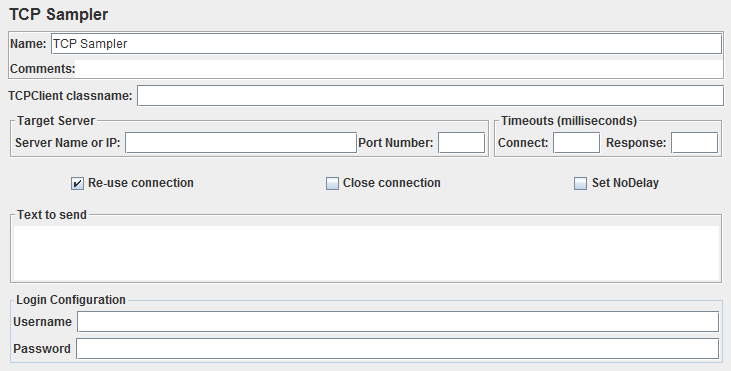 TCP Sampler
Name: TCP Sampler
Comments:
TCPClient classname:
Target Server Timeouts (milliseconds)
Server Name or IP: Port Number: Connect: Response:
Re-use connection Close connection Set NoDelay
Text to send
Login Configuration
Username
Password